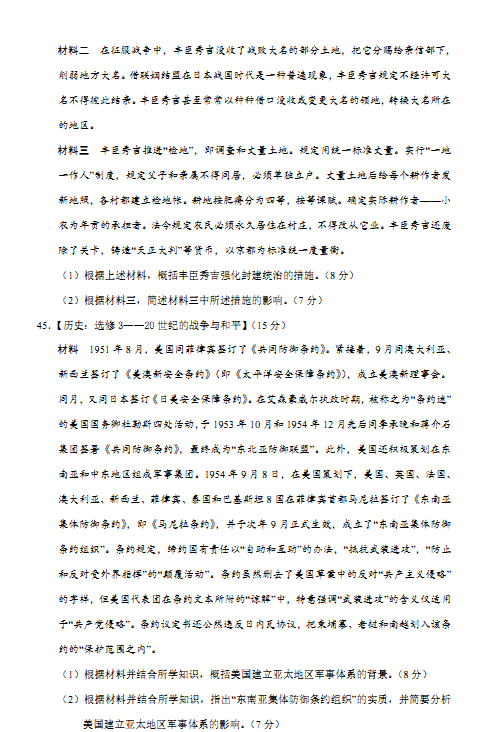 材料二　在征服战争中，丰臣秀吉没收了战败大名的部分土地，把它分赐给亲信部下，
削弱地方大名。借联姻结盟在日本战国时代是一种普遍现象，丰臣秀吉规定不经许可大
名不得彼此结亲。丰臣秀吉甚至常常以种种借口没收或变更大名的领地，转换大名所在
的地区。
材料三　丰臣秀吉推进“检地”，即调查和丈量土地。规定用统一标准丈量。实行“一地
一作人”制度，规定父子和亲属不得同居，必须单独立户。丈量土地后给每个耕作者发
新地照，各村都建立检地帐。耕地按肥瘠分为四等，按等课赋。确定实际耕作者——小
农为年贡的承担者。法令规定农民必须永久居住在村庄，不得改从它业。丰臣秀吉还废
除了关卡，铸造“天正大判”等货币，以京都为标准统一度量衡。
（1）根据上述材料，概括丰臣秀吉强化封建统治的措施。（8 分）
（2）根据材料三，简述材料三中所述措施的影响。（7 分）
45.【历史：选修 3——20 世纪的战争与和平】（15 分）
材料　1951 年 8 月，美国同菲律宾签订了《共同防御条约》。紧接着，9 月同澳大利亚、
新西兰签订了《美澳新安全条约》（即《太平洋安全保障条约》），成立美澳新理事会。
同月，又同日本签订《日美安全保障条约》。在艾森豪威尔执政时期，被称之为“条约迷”
的美国国务卿杜勒斯四处活动，于 1953 年 10 月和 1954 年 12 月先后同李承晚和蒋介石
集团签署《共同防御条约》，最终成为“东北亚防御联盟”。此外，美国还积极策划在东
南亚和中东地区组成军事集团。1954 年 9 月 8 日，在美国策划下，美国、英国、法国、
澳大利亚、新西兰、菲律宾、泰国和巴基斯坦 8 国在菲律宾首都马尼拉签订了《东南亚
集体防御条约》，即《马尼拉条约》，并于次年 9 月正式生效，成立了“东南亚集体防御
条约组织”。条约规定，缔约国有责任以“自助和互助”的办法，“抵抗武装进攻”，“防止
和反对受外界指挥”的“颠覆活动”。条约虽然删去了美国草案中的反对“共产主义侵略”
的字样，但美国代表团在条约文本所附的“谅解”中，特意强调“武装进攻”的含义仅适用
于“共产党侵略”。条约议定书还公然违反日内瓦协议，把柬埔寨、老挝和南越划入该条
约的“保护范围之内”。
（1）根据材料并结合所学知识，概括美国建立亚太地区军事体系的背景。（8 分）
（2）根据材料并结合所学知识，指出“东南亚集体防御条约组织”的实质，并简要分析
美国建立亚太地区军事体系的影响。（7 分）